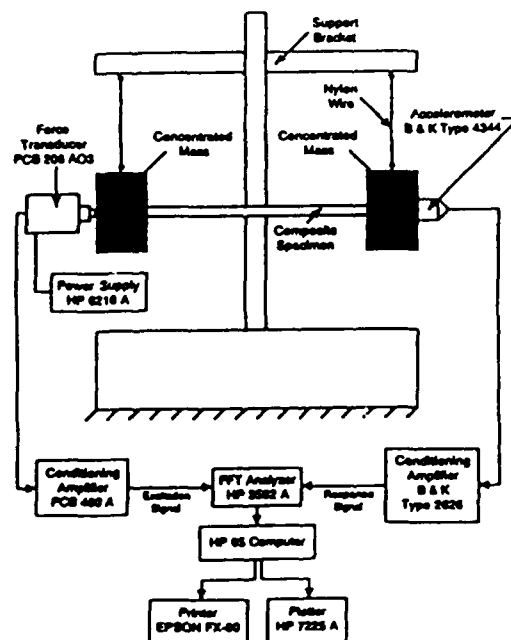 Support
Bracket
Nylon
Wire
Accelerometer
B & K Type 4344
Force
Transducer
PCB 208 AO3
Concentrated
Mass
Concentrated
Mass
Composite
Specimen
Power Supply
HP 6216 A
Conditioning
Amplifier
PCB 480 A
Excitation
Signal
FFT Analyzer
HP 3582 A
Response
Signal
Conditioning
Amplifier
B & K
Type 2626
HP 85 Computer
Printer
EPSON FX-80
Plotter
HP 7225 A